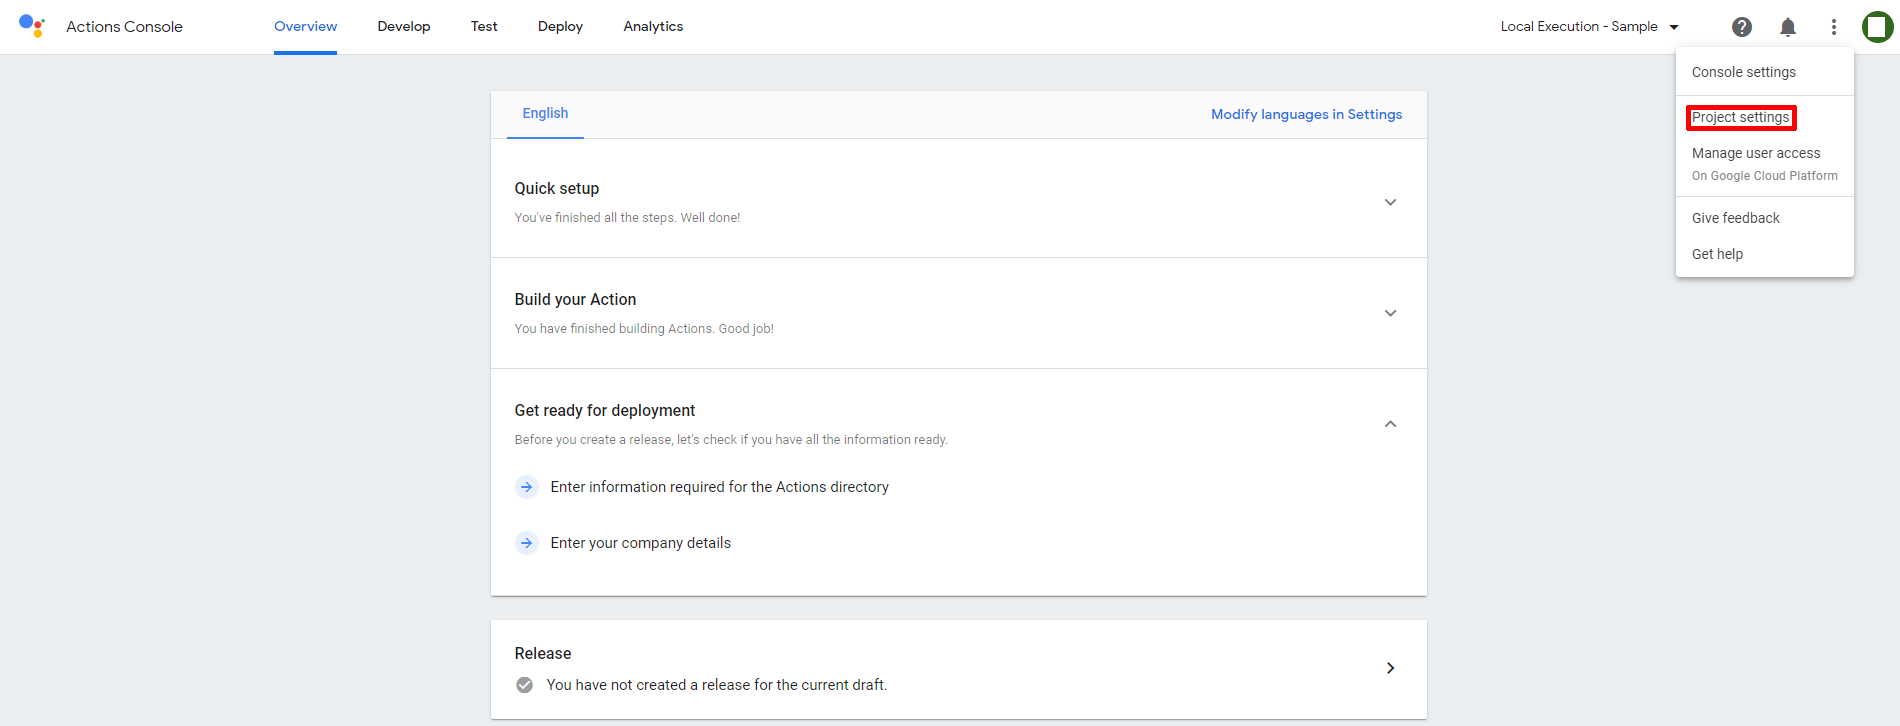 Actions Console
Overview
Develop
Test
Deploy
Analytics
Local Execution - Sample
Console settings
Project settings
Manage user access
On Google Cloud Platform
Give feedback
Get help
English
Modify languages in Settings
Quick setup
You've finished all the steps. Well done!
Build your Action
You have finished building Actions. Good job!
Get ready for deployment
Before you create a release, let's check if you have all the information ready.
Enter information required for the Actions directory
Enter your company details
Release
You have not created a release for the current draft.